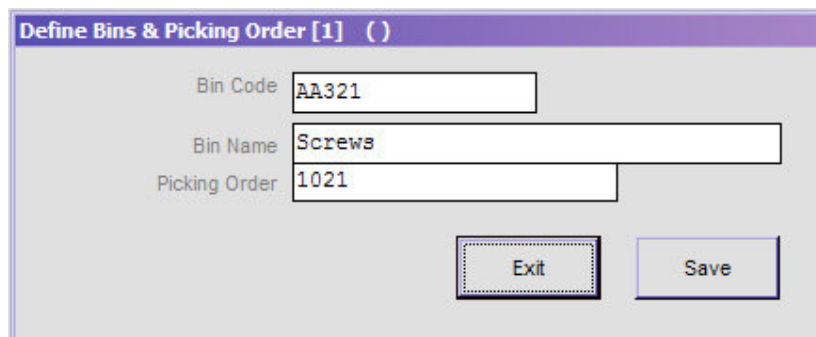 Define Bins & Picking Order [1] ( )
Bin Code AA321
Bin Name Screws
Picking Order 1021
Exit Save